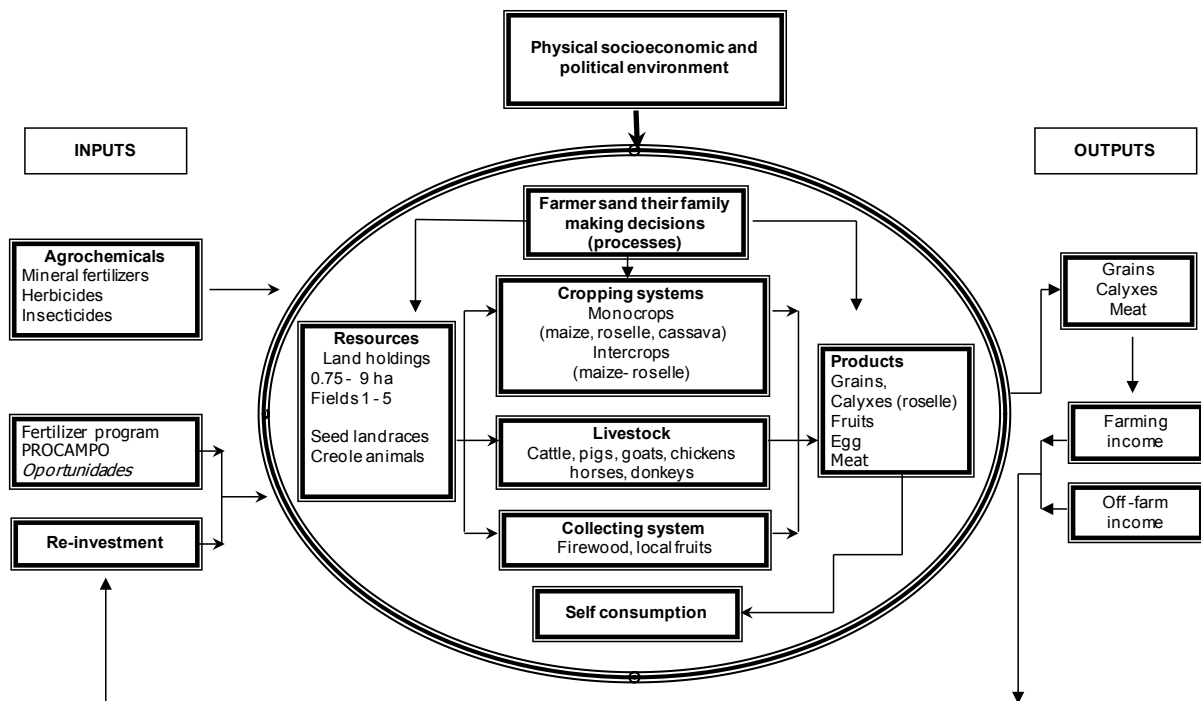 Physical socioeconomic and
political environment
INPUTS
OUTPUTS
Agrochemicals
Mineral fertilizers
Herbicides
Insecticides
Fertilizer program
PROCAMPO
Oportunidades
Re-investment
Farmer sand their family
making decisions
(processes)
Resources
Land holdings
0.75 - 9 ha
Fields 1 - 5
Seed landraces
Creole animals
Cropping systems
Monocrops
(maize, roselle, cassava)
Intercrops
(maize- roselle)
Livestock
Cattle, pigs, goats, chickens
horses, donkeys
Collecting system
Firewood, local fruits
Self consumption
Products
Grains,
Calyxes (roselle)
Fruits
Egg
Meat
Grains
Calyxes
Meat
Farming
income
Off-farm
income